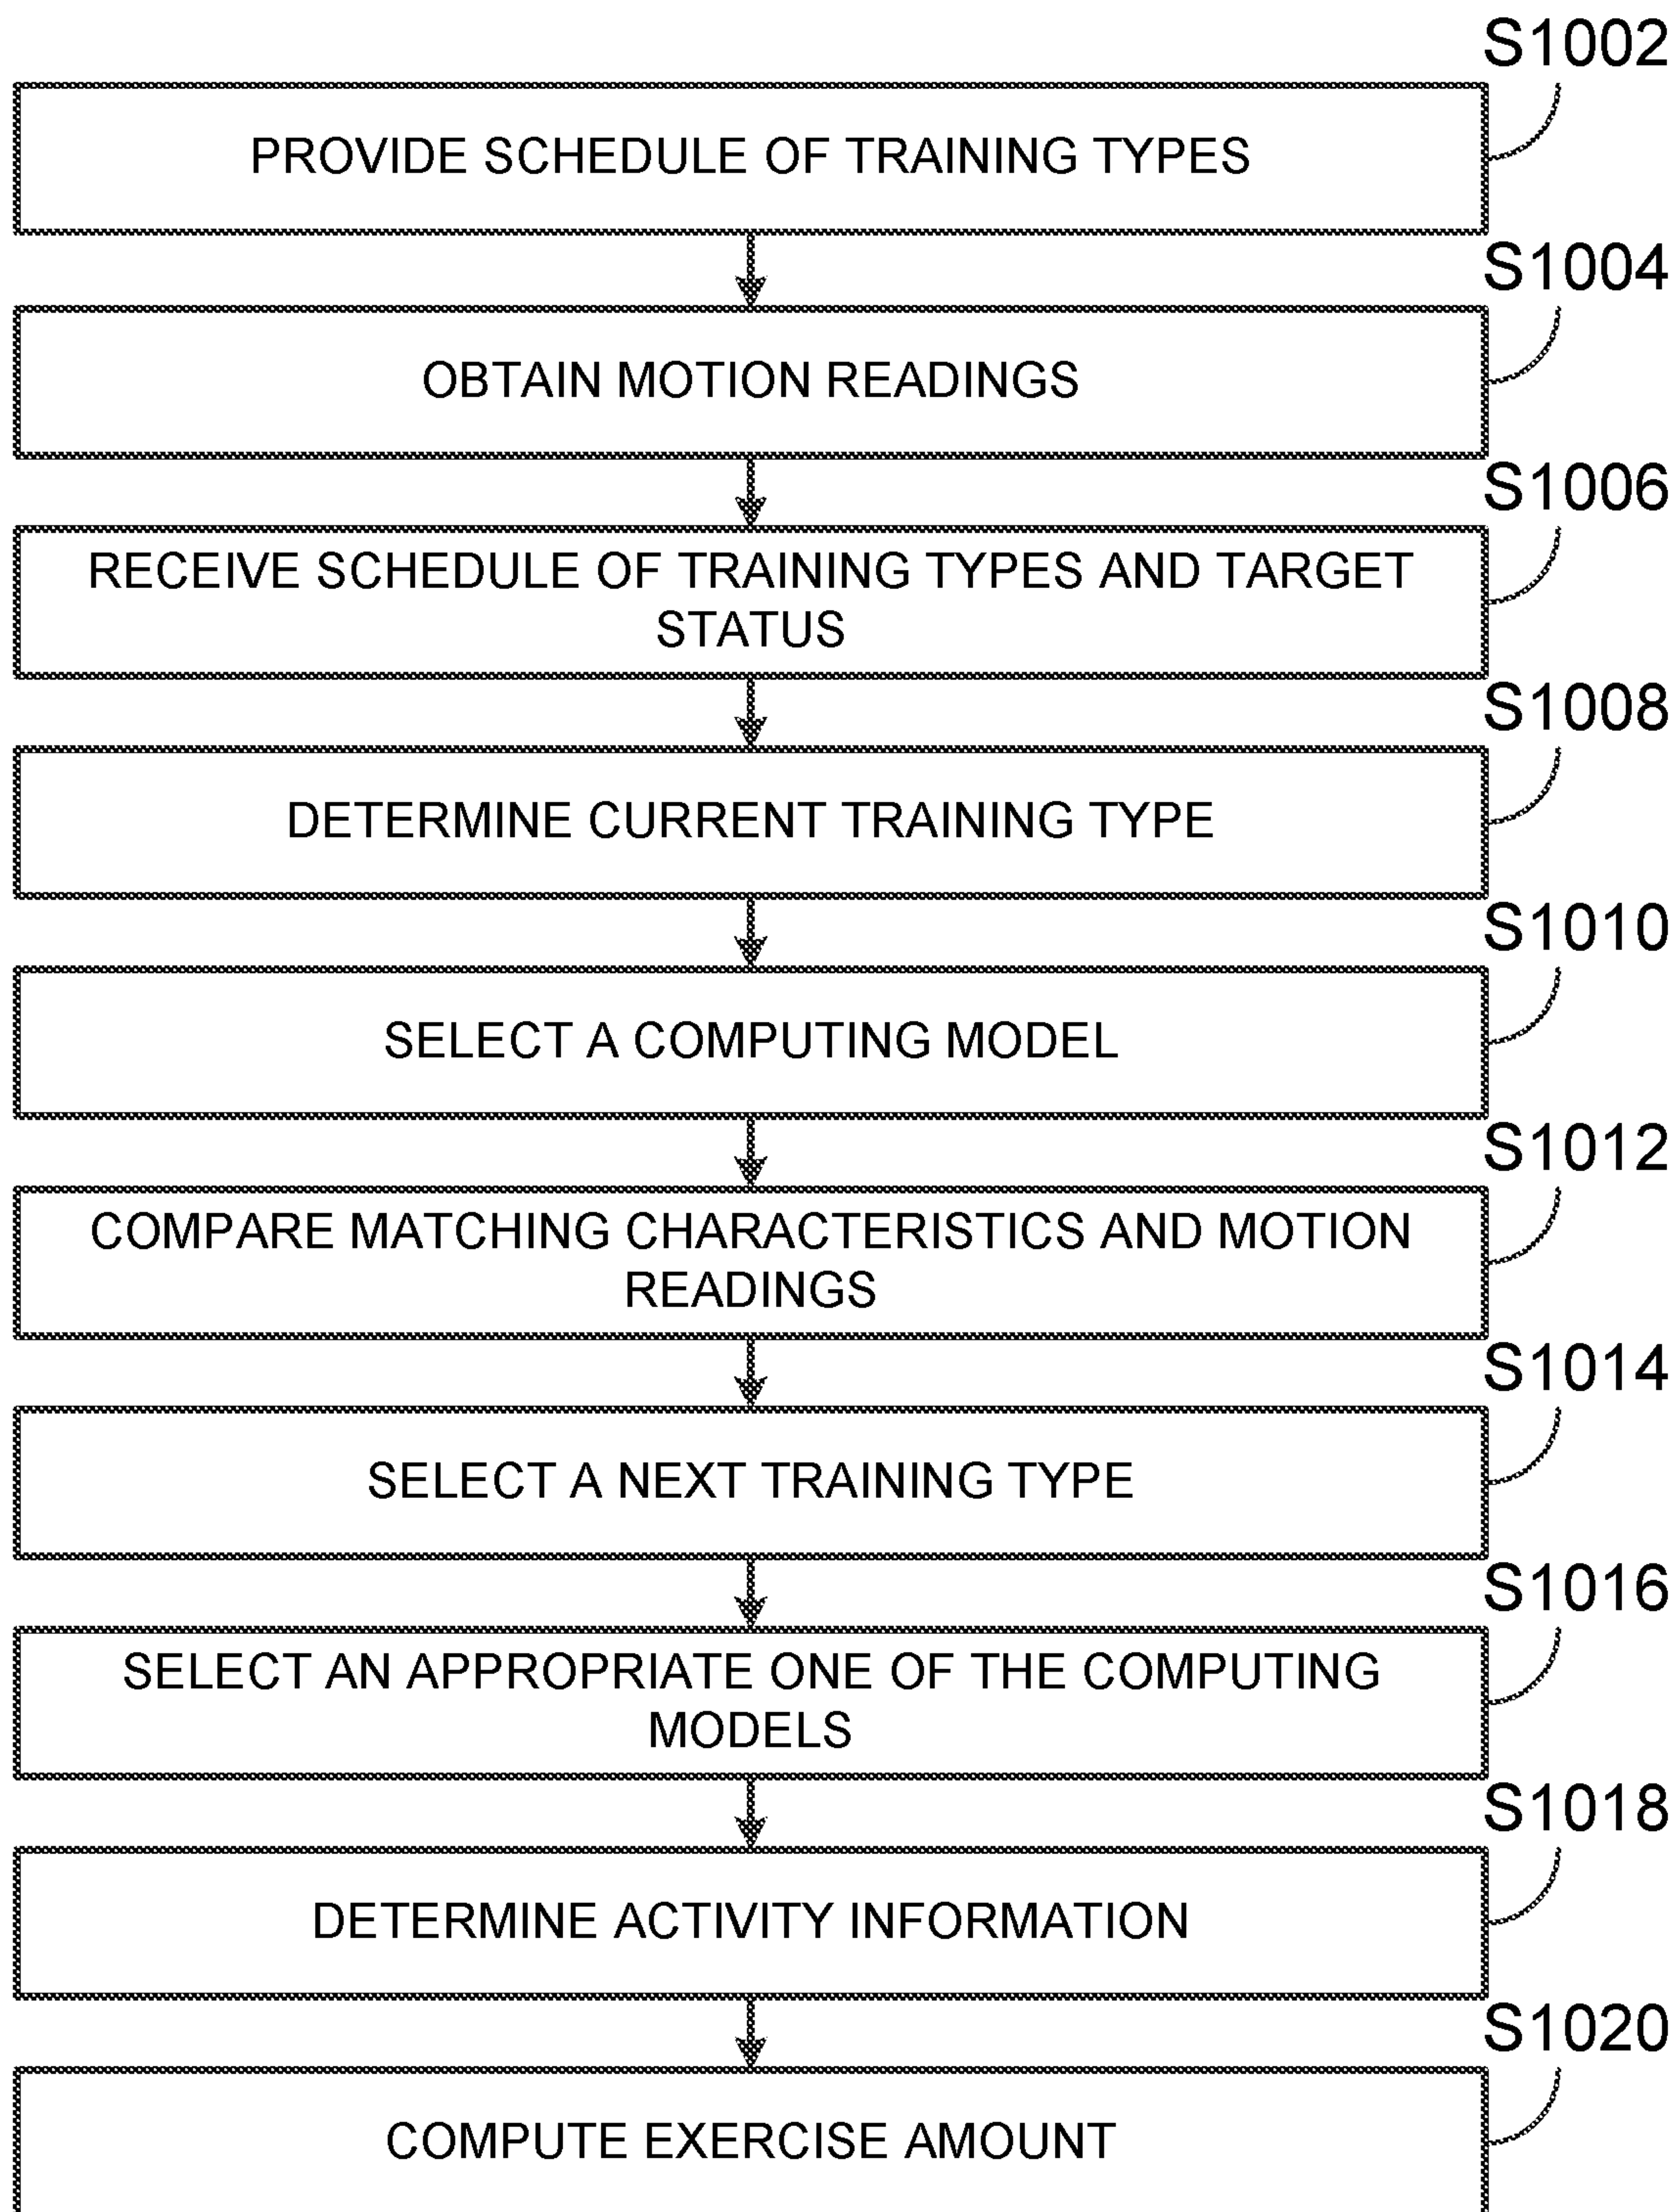 S1002
PROVIDE SCHEDULE OF TRAINING TYPES
S1004
OBTAIN MOTION READINGS
S1006
RECEIVE SCHEDULE OF TRAINING TYPES AND TARGET
STATUS
S1008
DETERMINE CURRENT TRAINING TYPE
S1010
SELECT A COMPUTING MODEL
S1012
COMPARE MATCHING CHARACTERISTICS AND MOTION
READINGS
S1014
SELECT A NEXT TRAINING TYPE
S1016
SELECT AN APPROPRIATE ONE OF THE COMPUTING
MODELS
S1018
DETERMINE ACTIVITY INFORMATION
S1020
COMPUTE EXERCISE AMOUNT